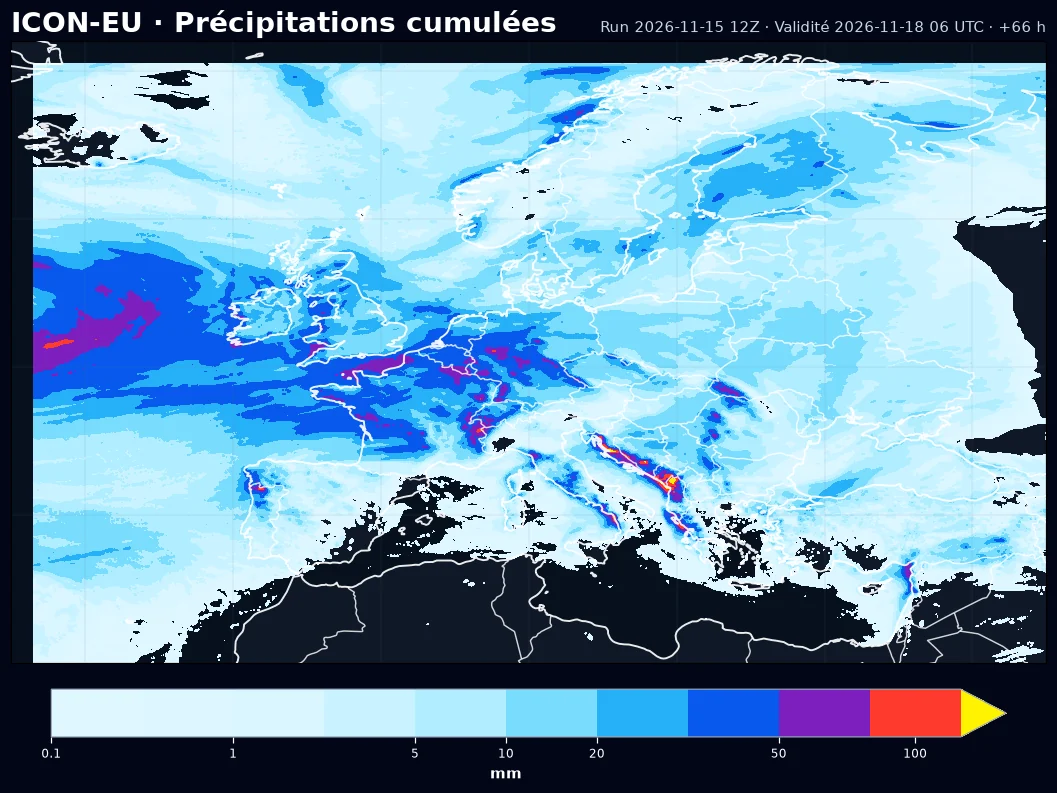 ICON-EU · Précipitations cumulées
Run 2026-11-15 12Z · Validité 2026-11-18 06 UTC · +66 h
0.1 1 5 10 20 50 100
mm